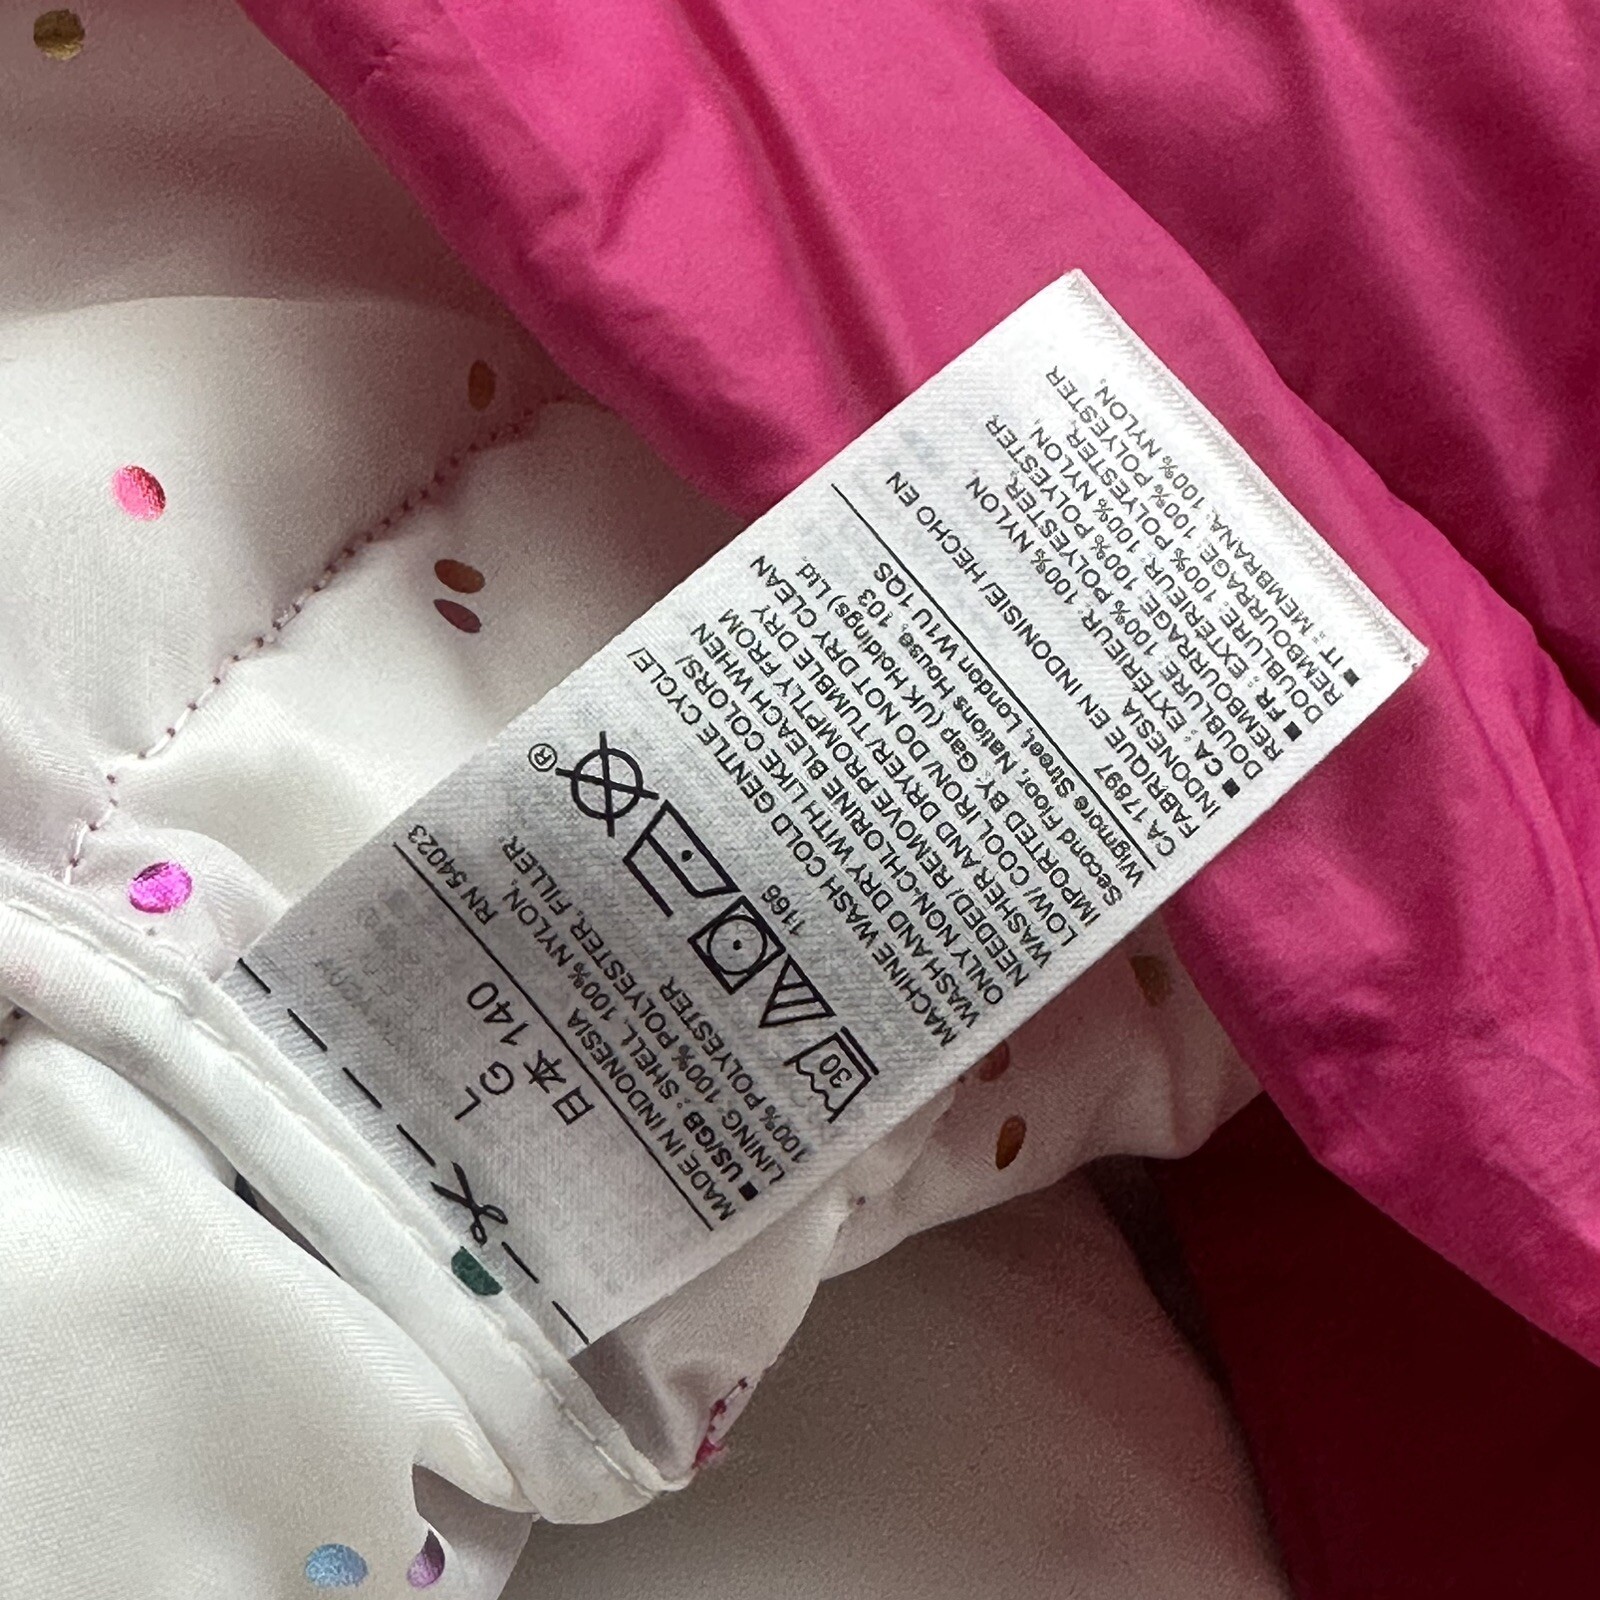 L
G
日本 140
RN 54023
MADE IN INDONESIA
■ US/GB: SHELL, 100% NYLON,
LINING: 100% POLYESTER, FILLER:
100% POLYESTER
30
1166
MACHINE WASH COLD GENTLE CYCLE/
WASH AND DRY WITH LIKE COLORS/
ONLY NON-CHLORINE BLEACH WHEN
NEEDED/ REMOVE PROMPTLY FROM
WASHER AND DRYER/TUMBLE DRY
LOW/ COOL IRON/ DO NOT DRY CLEAN
IMPORTED BY: Gap (UK Holdings) Ltd,
Second Floor, Nations House, 103
Wigmore Street, London W1U 1QS
CA 17897
FABRIQUÉ EN INDONISIE/ HECHO EN
INDONESIA
■ CA: EXTÉRIEUR: 100% NYLON,
DOUBLURE: 100% POLYESTER,
REMBOURRAGE: 100% POLYESTER
■ FR: EXTÉRIEUR: 100% NYLON,
DOUBLURE: 100% POLYESTER,
REMBOURRAGE: 100% POLYESTER
■ IT: MEMBRANA: 100% NYLON,